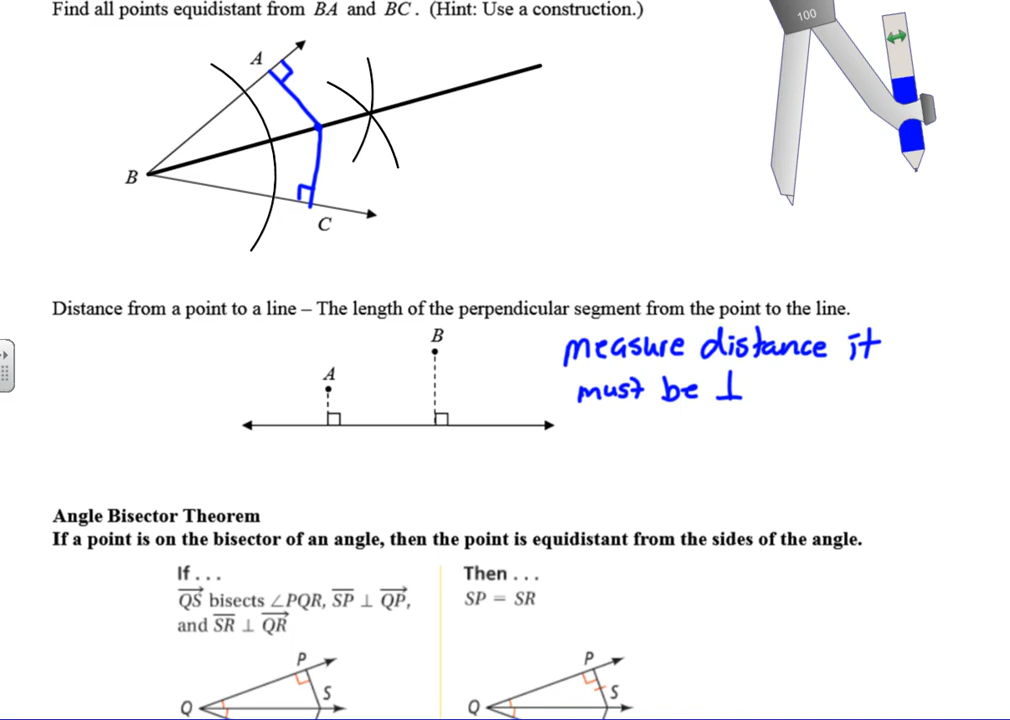 Find all points equidistant from BA and BC. (Hint: Use a construction.)
100
A
B
C
Distance from a point to a line – The length of the perpendicular segment from the point to the line.
B
A
measure distance it
must be ⊥
Angle Bisector Theorem
If a point is on the bisector of an angle, then the point is equidistant from the sides of the angle.
If . . .
QS bisects ∠PQR, SP ⊥ QP,
and SR ⊥ QR
Then . . .
SP = SR
P
S
Q
P
S
Q